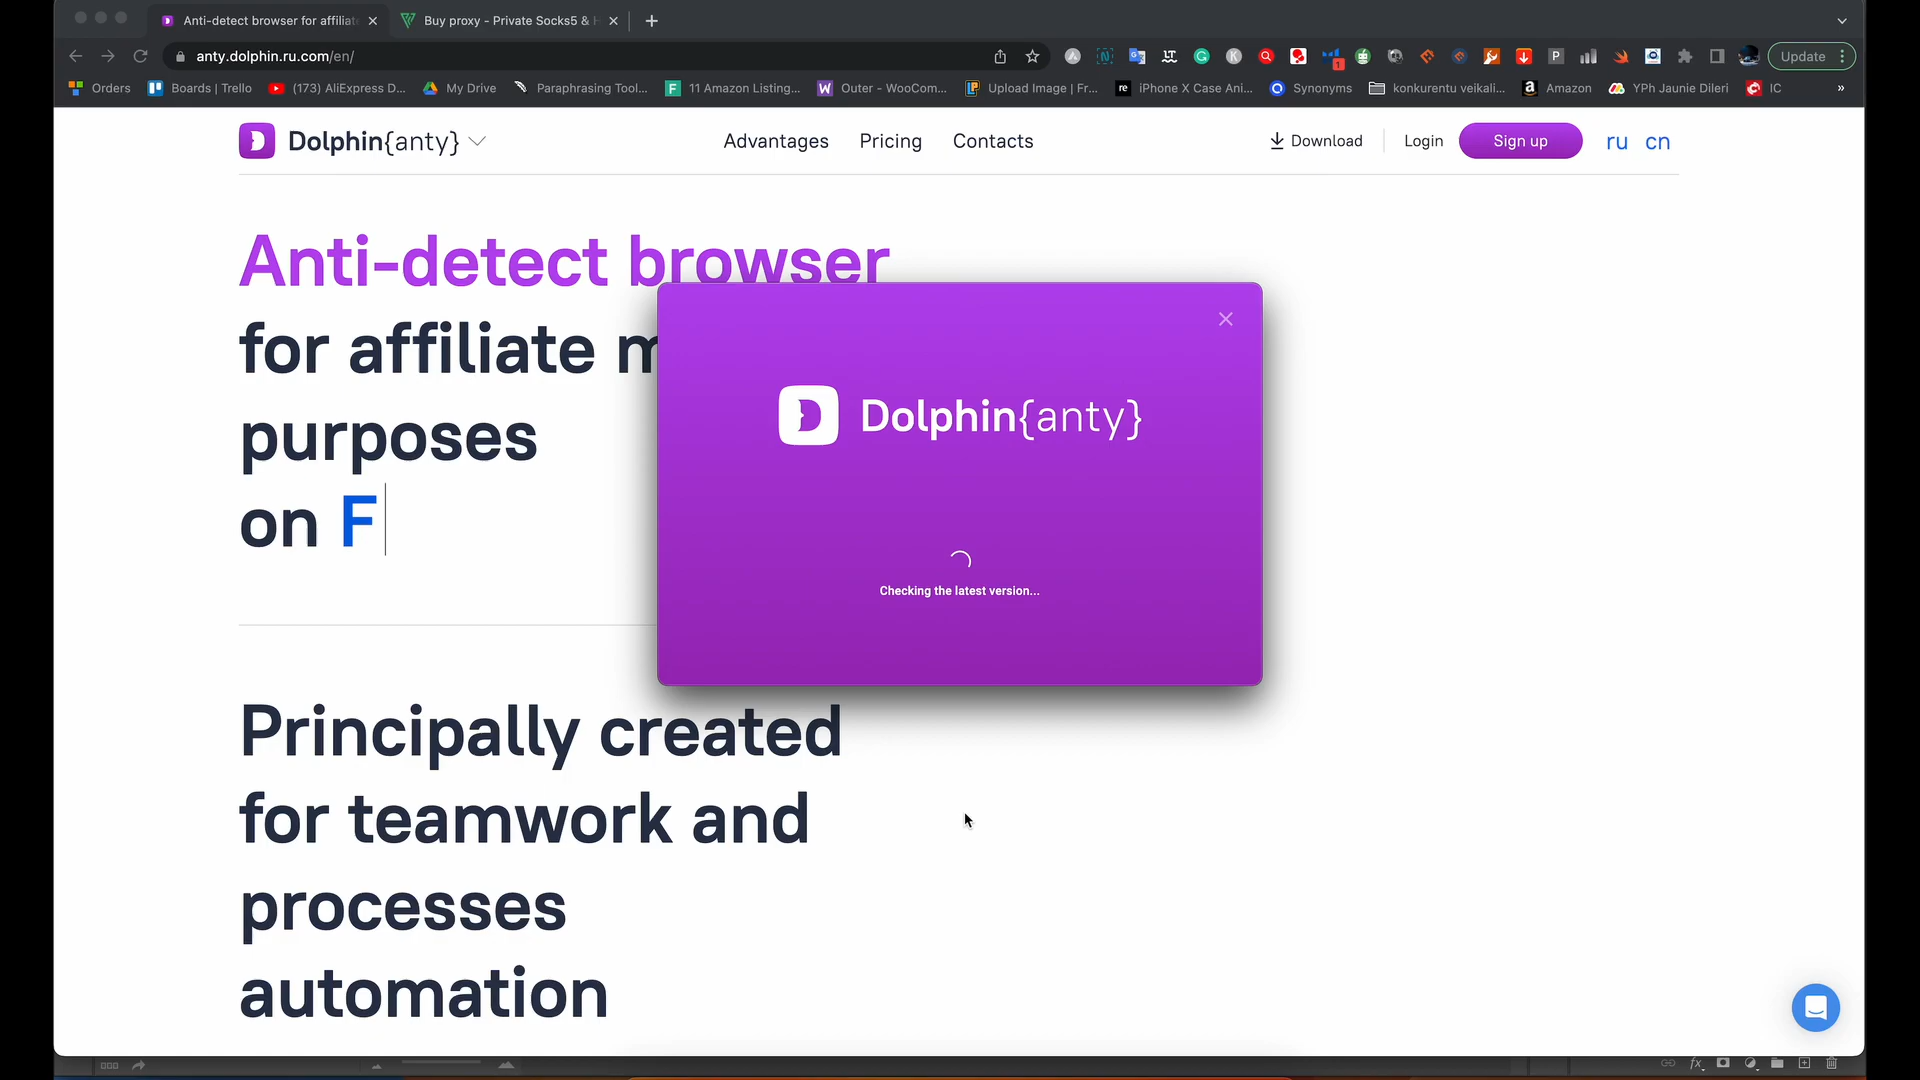 Anti-detect browser for affiliate
Buy proxy - Private Socks5 &
anty.dolphin.ru.com/en/
1
Update
Orders
Boards | Trello
(173) AliExpress D...
My Drive
Paraphrasing Tool...
11 Amazon Listing...
Outer - WooCom...
Upload Image | Fr...
iPhone X Case Ani...
Synonyms
konkurentu veikali...
Amazon
YPh Jaunie Dileri
IC
»
Dolphin{anty}
Advantages
Pricing
Contacts
Download
Login
Sign up
ru
cn
Anti-detect browser
for affiliate m
purposes
on F
Dolphin{anty}
Checking the latest version...
Principally created
for teamwork and
processes
automation